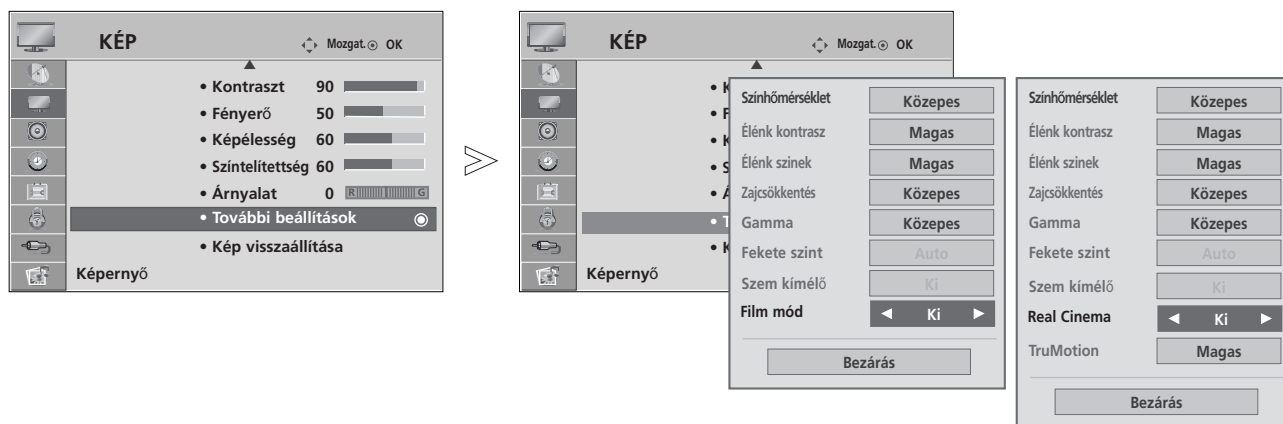 KÉP
Mozgat. OK
• Kontraszt 90
• Fényerő 50
• Képélesség 60
• Színtelítettség 60
• Árnyalat 0 R G
• További beállítások
• Kép visszaállítása
Képernyő
KÉP
Mozgat. OK
• K
• F
• K
• S
• Á
• T
• K
Képernyő
Színhőmérséklet Közepes
Élénk kontrasz Magas
Élénk szinek Magas
Zajcsökkentés Közepes
Gamma Közepes
Fekete szint Auto
Szem kímélő Ki
Film mód Ki
Bezárás
Színhőmérséklet Közepes
Élénk kontrasz Magas
Élénk szinek Magas
Zajcsökkentés Közepes
Gamma Közepes
Fekete szint Auto
Szem kímélő Ki
Real Cinema Ki
TruMotion Magas
Bezárás